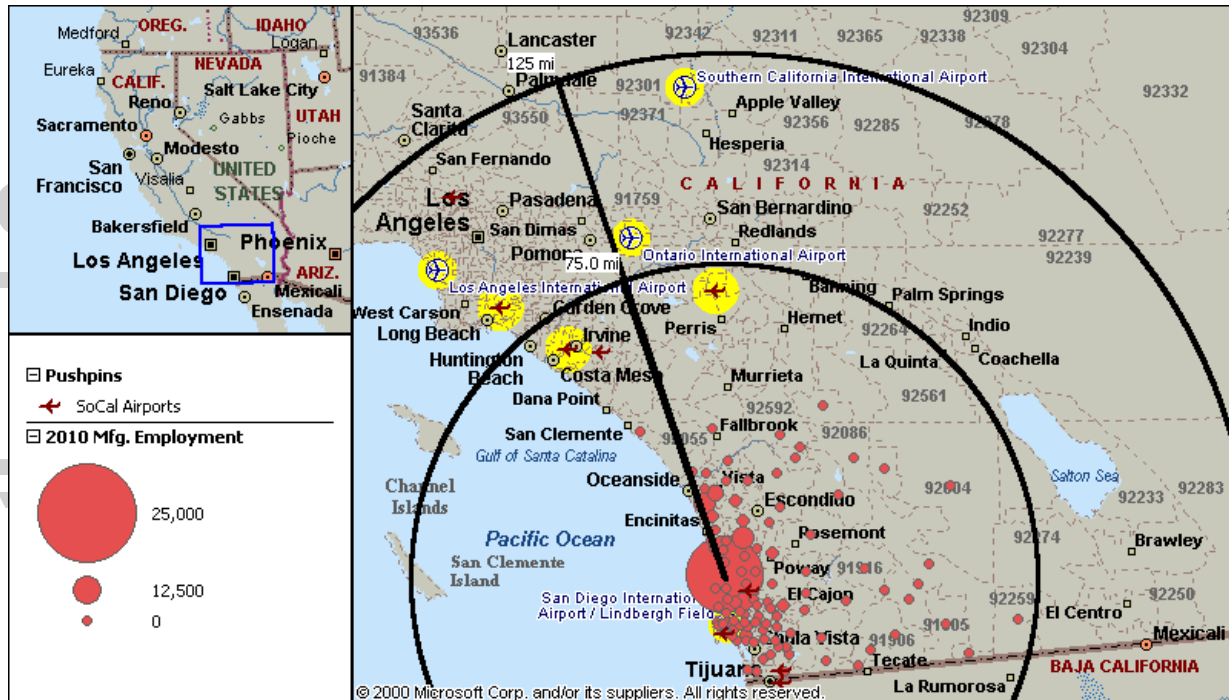 OREG.
IDAHO
Medford
Logan
Eureka
NEVADA
CALIF.
Salt Lake City
Reno
UTAH
Gabbs
Sacramento
Pioche
Modesto
San
Francisco
UNITED
STATES
Visalia
Bakersfield
Phoenix
Los Angeles
ARIZ.
San Diego
Mexicali
Ensenada
Pushpins
SoCal Airports
2010 Mfg. Employment
25,000
12,500
0
92309
93536
92342
92311
92365
92338
92304
Lancaster
125 mi
91384
Palmdale
92301
Southern California International Airport
92332
Santa
Clarita
93550
92371
Apple Valley
92356
92285
92278
Hesperia
San Fernando
92314
CALIFORNIA
Los
Angeles
Pasadena
91759
San Bernardino
92252
San Dimas
Redlands
92277
Pomona
Ontario International Airport
92239
75.0 mi
Los Angeles International Airport
Banning
Palm Springs
West Carson
Garden Grove
Long Beach
Perris
Hemet
92264
Indio
Irvine
Huntington
Beach
La Quinta
Coachella
Costa Mesa
Murrieta
92561
Dana Point
92592
San Clemente
92055
Fallbrook
92086
Gulf of Santa Catalina
Salton Sea
Channel
Islands
Oceanside
Vista
92004
92233
92283
Escondido
Encinitas
Pacific Ocean
Rosemont
92274
Brawley
San Clemente
Island
Poway
91916
San Diego International
Airport / Lindbergh Field
El Cajon
92259
92250
El Centro
91905
Chula Vista
91906
Mexicali
Tijuana
Tecate
BAJA CALIFORNIA
La Rumorosa
© 2000 Microsoft Corp. and/or its suppliers. All rights reserved.